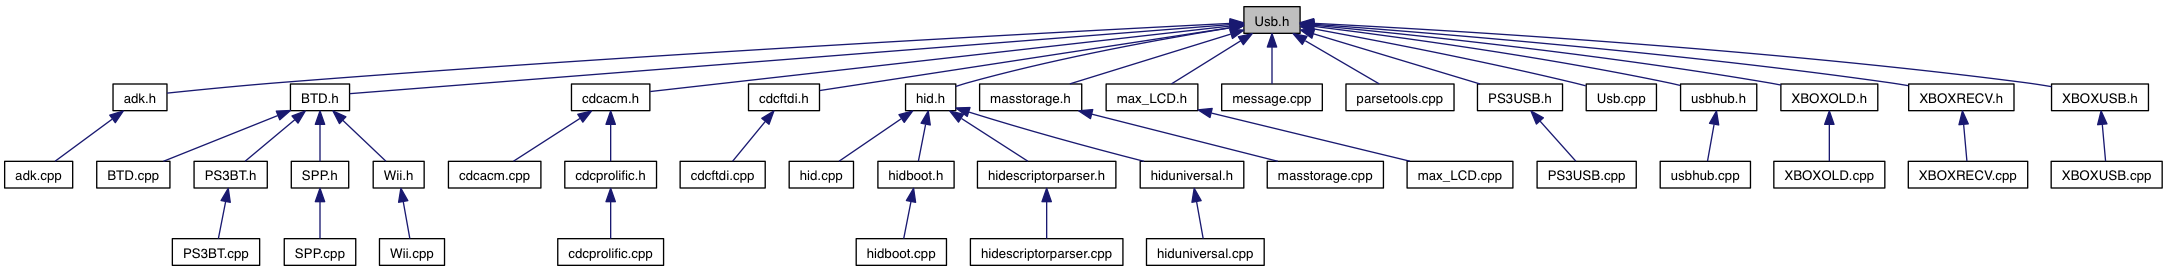 Usb.h
adk.h
BTD.h
cdcacm.h
cdcftdi.h
hid.h
masstorage.h
max_LCD.h
message.cpp
parsetools.cpp
PS3USB.h
Usb.cpp
usbhub.h
XBOXOLD.h
XBOXRECV.h
XBOXUSB.h
adk.cpp
BTD.cpp
PS3BT.h
SPP.h
Wii.h
cdcacm.cpp
cdcprolific.h
cdcftdi.cpp
hid.cpp
hidboot.h
hidescriptorparser.h
hiduniversal.h
masstorage.cpp
max_LCD.cpp
PS3USB.cpp
usbhub.cpp
XBOXOLD.cpp
XBOXRECV.cpp
XBOXUSB.cpp
PS3BT.cpp
SPP.cpp
Wii.cpp
cdcprolific.cpp
hidboot.cpp
hidescriptorparser.cpp
hiduniversal.cpp